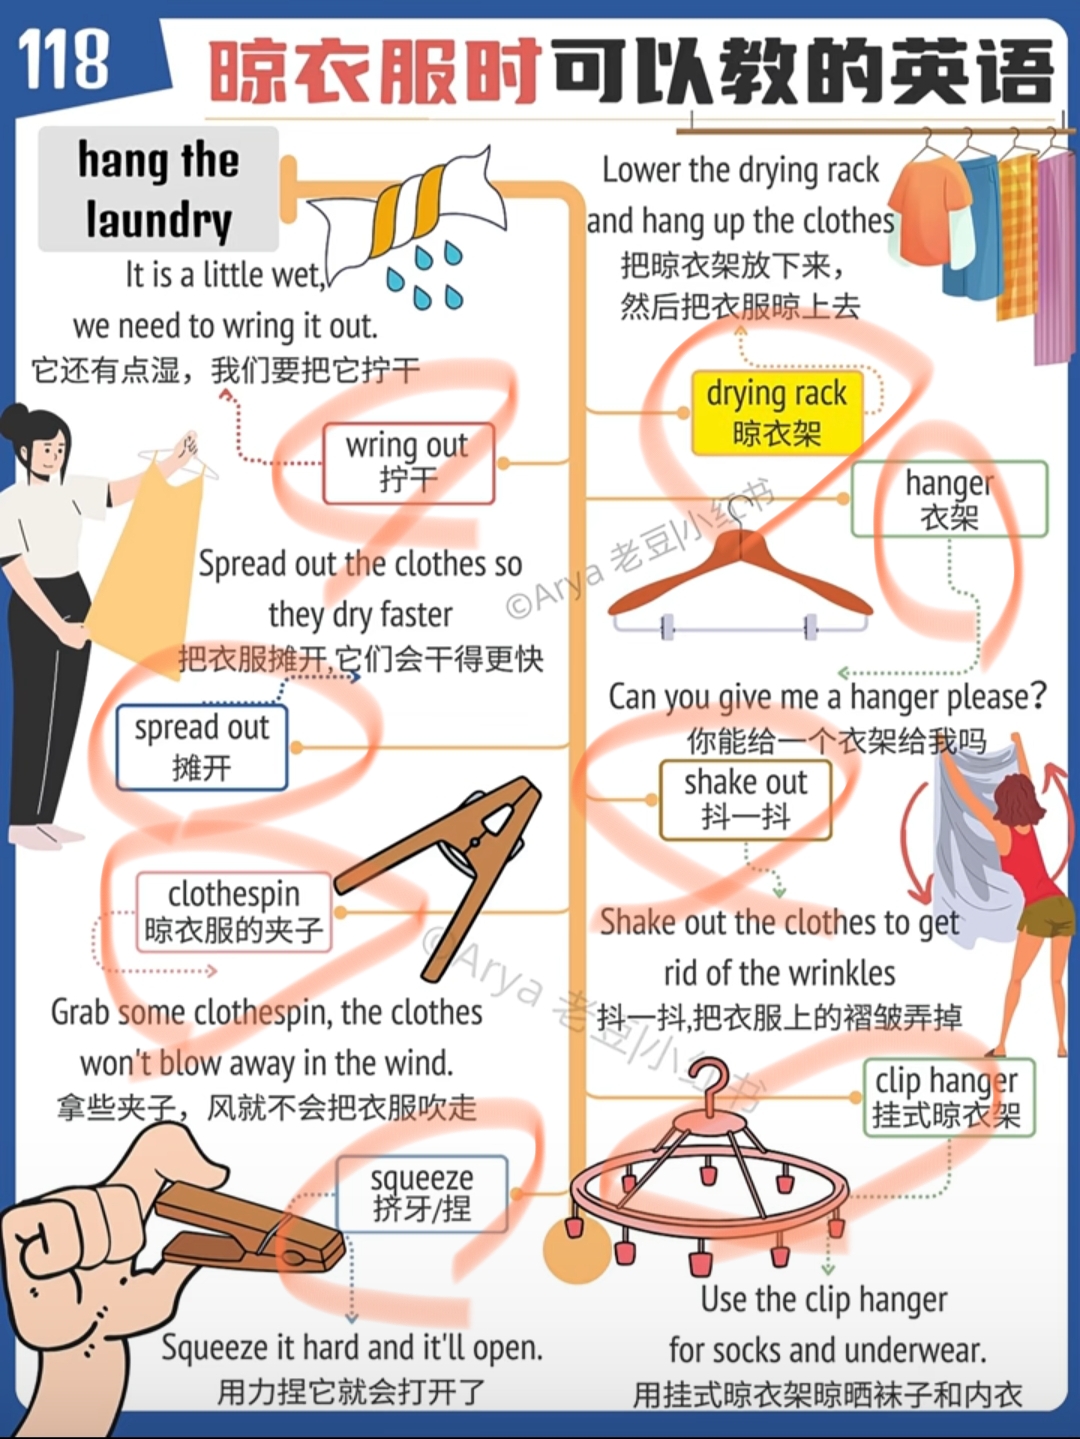 118
晾衣服时可以教的英语
hang the
laundry
It is a little wet,
we need to wring it out.
它还有点湿，我们要把它拧干
wring out
拧干
Lower the drying rack
and hang up the clothes
把晾衣架放下来，
然后把衣服晾上去
drying rack
晾衣架
hanger
衣架
©Arya 老豆|小红书
Spread out the clothes so
they dry faster
把衣服摊开,它们会干得更快
spread out
摊开
Can you give me a hanger please?
你能给一个衣架给我吗
shake out
抖一抖
clothespin
晾衣服的夹子
Shake out the clothes to get
rid of the wrinkles
抖一抖,把衣服上的褶皱弄掉
©Arya 老豆|小红书
Grab some clothespin, the clothes
won't blow away in the wind.
拿些夹子，风就不会把衣服吹走
clip hanger
挂式晾衣架
squeeze
挤牙/捏
Squeeze it hard and it'll open.
用力捏它就会打开了
Use the clip hanger
for socks and underwear.
用挂式晾衣架晾晒袜子和内衣